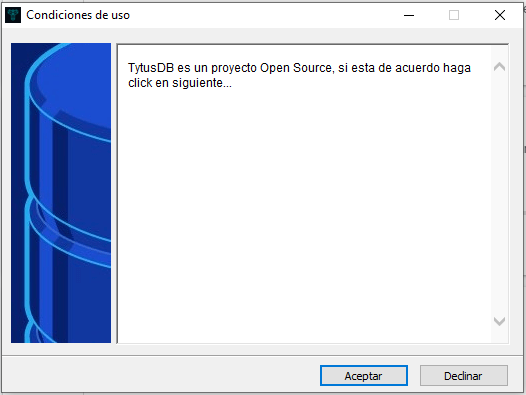 Condiciones de uso
TytusDB es un proyecto Open Source, si esta de acuerdo haga
click en siguiente...
Aceptar
Declinar